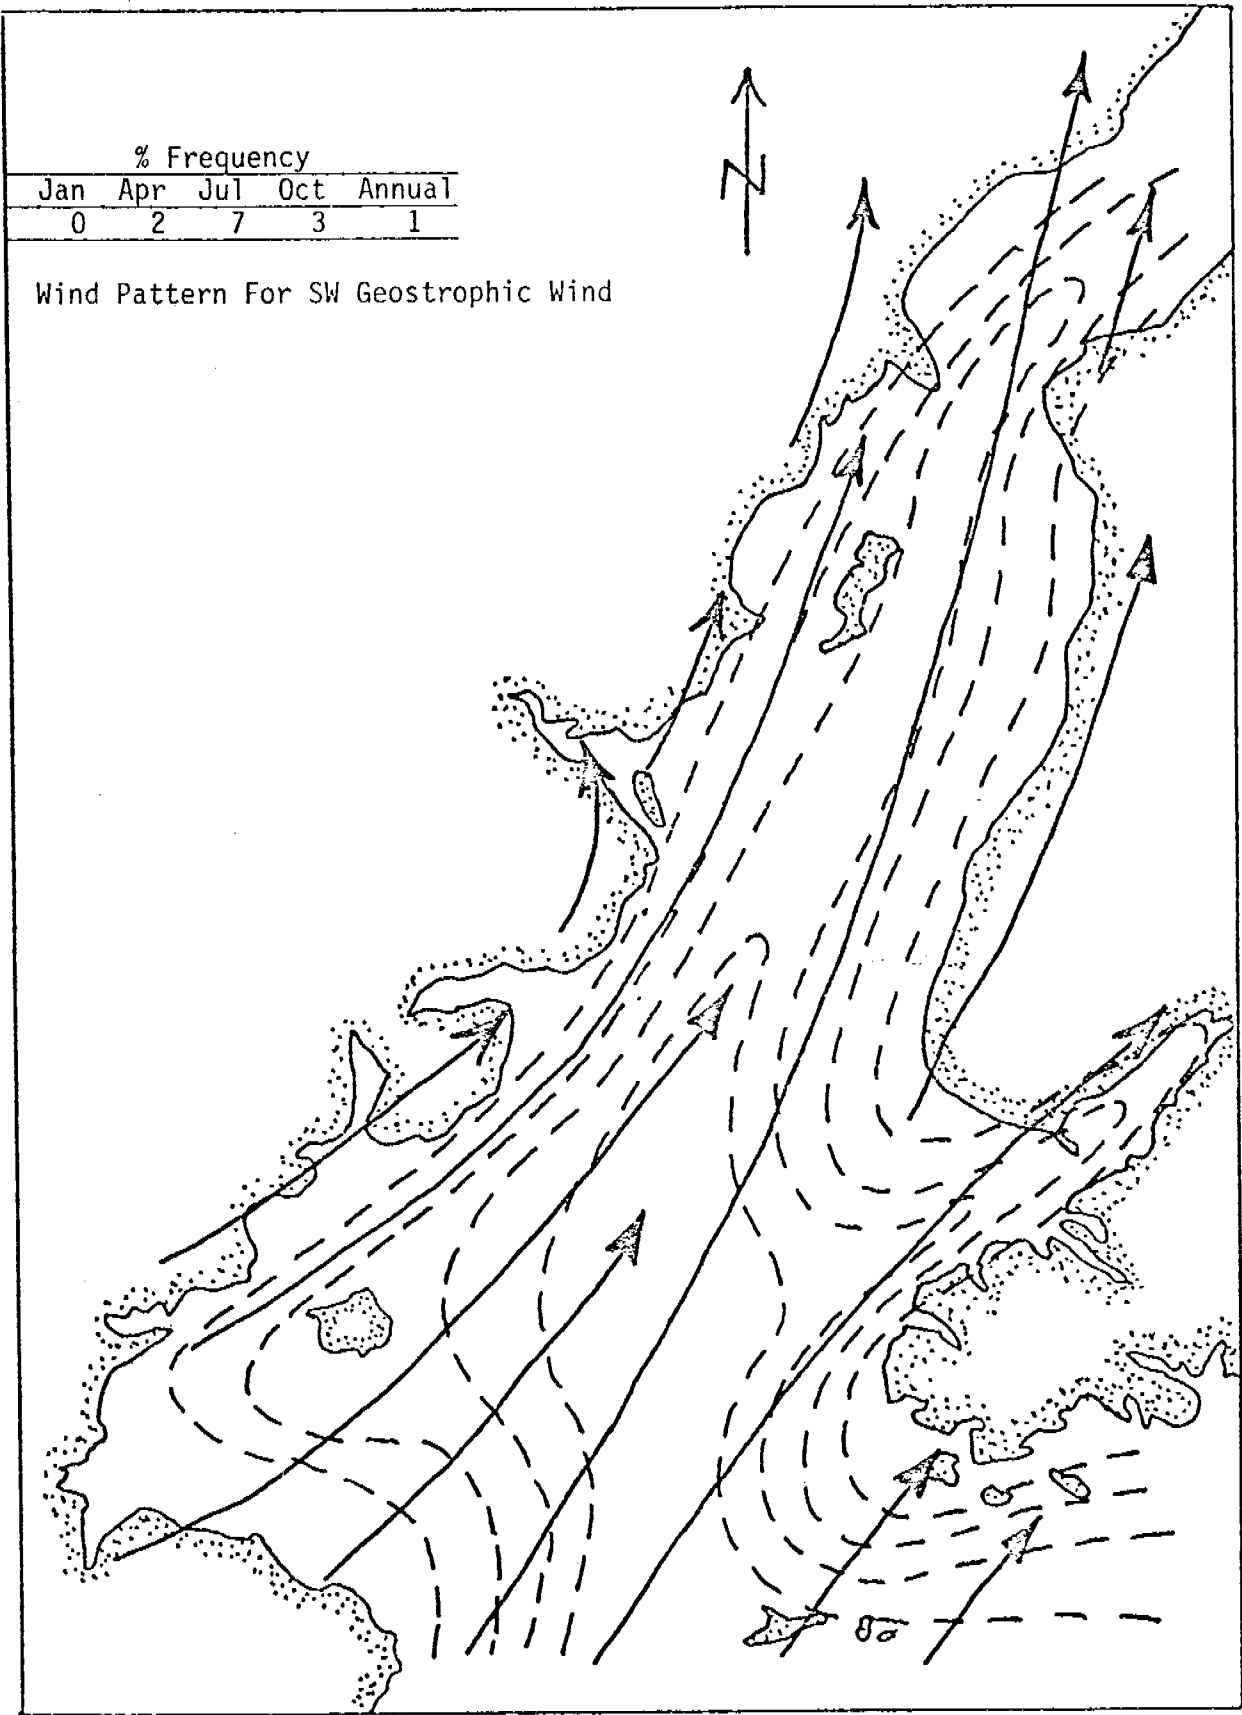 % Frequency
Jan Apr Jul Oct Annual
0 2 7 3 1
Wind Pattern For SW Geostrophic Wind
N